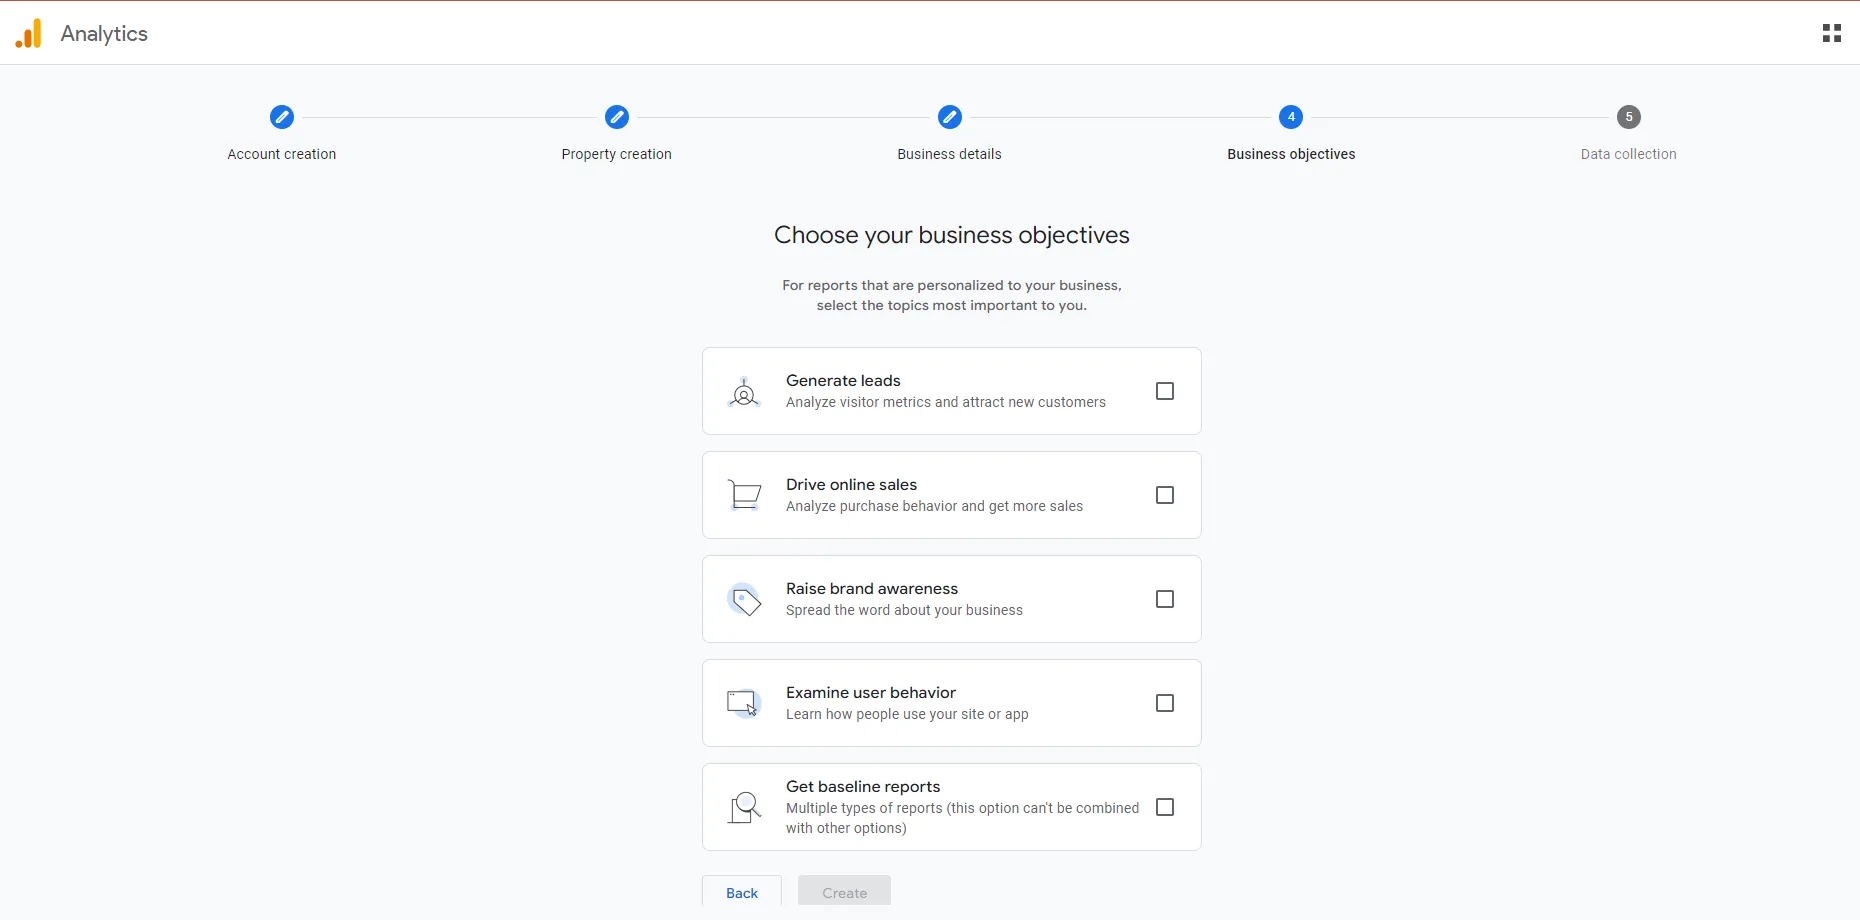 Analytics
4
5
Account creation
Property creation
Business details
Business objectives
Data collection
Choose your business objectives
For reports that are personalized to your business,
select the topics most important to you.
Generate leads
Analyze visitor metrics and attract new customers
Drive online sales
Analyze purchase behavior and get more sales
Raise brand awareness
Spread the word about your business
Examine user behavior
Learn how people use your site or app
Get baseline reports
Multiple types of reports (this option can't be combined
with other options)
Back
Create